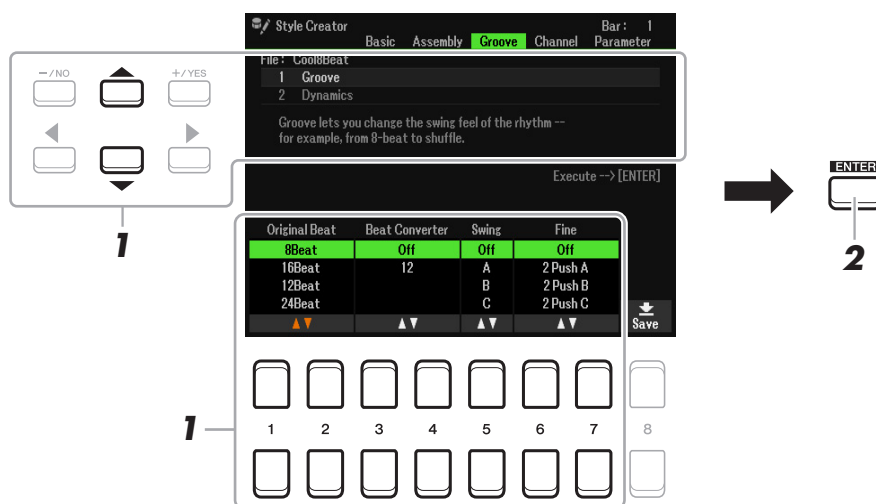 Style Creator Bar: 1
Basic Assembly Groove Channel Parameter
File: Cool8Beat
1 Groove
2 Dynamics
Groove lets you change the swing feel of the rhythm --
for example, from 8-beat to shuffle.
Execute --> [ENTER]
–/NO +/YES
1
ENTER
2
Original Beat Beat Converter Swing Fine
8Beat Off Off Off
16Beat 12 A 2 Push A
12Beat B 2 Push B
24Beat C 2 Push C
Save
1
1 2 3 4 5 6 7 8